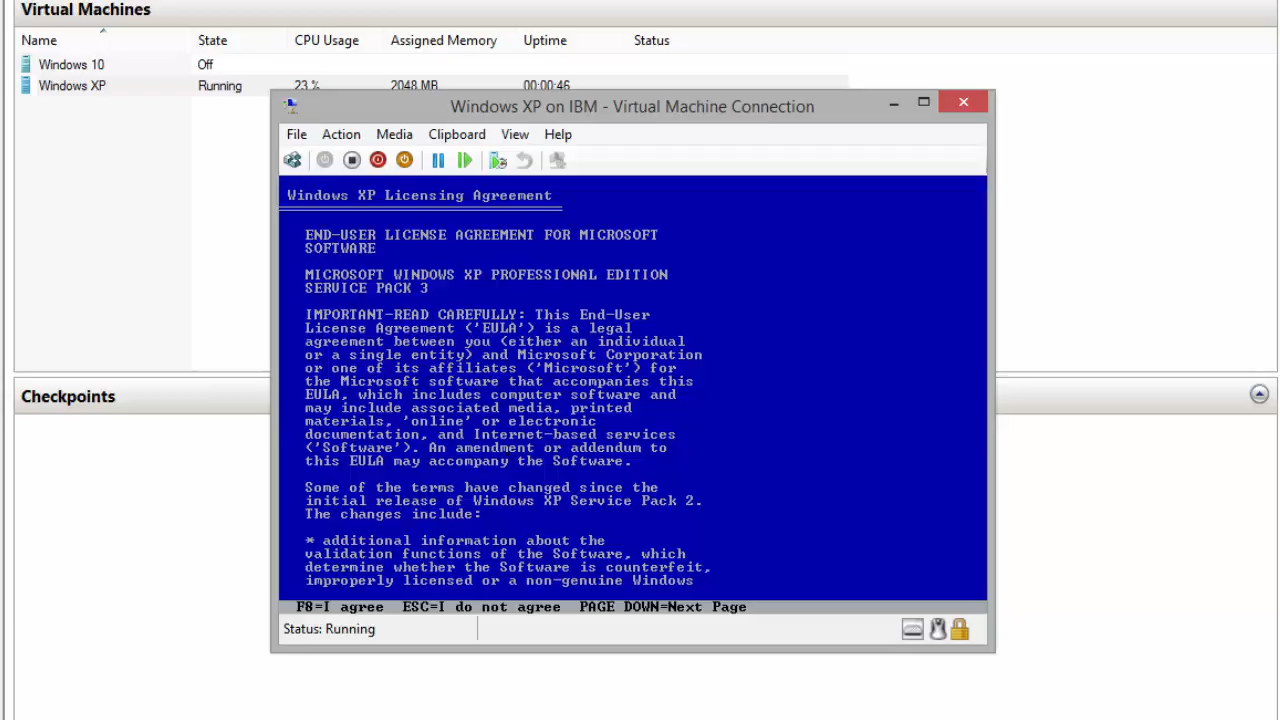 Virtual Machines
Name State CPU Usage Assigned Memory Uptime Status
Windows 10 Off
Windows XP Running 23 % 2048 MB 00:00:46
Windows XP on IBM - Virtual Machine Connection
File Action Media Clipboard View Help
Windows XP Licensing Agreement
END-USER LICENSE AGREEMENT FOR MICROSOFT
SOFTWARE
MICROSOFT WINDOWS XP PROFESSIONAL EDITION
SERVICE PACK 3
IMPORTANT-READ CAREFULLY: This End-User
License Agreement ('EULA') is a legal
agreement between you (either an individual
or a single entity) and Microsoft Corporation
or one of its affiliates ('Microsoft') for
the Microsoft software that accompanies this
EULA, which includes computer software and
may include associated media, printed
materials, 'online' or electronic
documentation, and Internet-based services
('Software'). An amendment or addendum to
this EULA may accompany the Software.
Some of the terms have changed since the
initial release of Windows XP Service Pack 2.
The changes include:
* additional information about the
validation functions of the Software, which
determine whether the Software is counterfeit,
improperly licensed or a non-genuine Windows
F8=I agree ESC=I do not agree PAGE DOWN=Next Page
Status: Running
Checkpoints